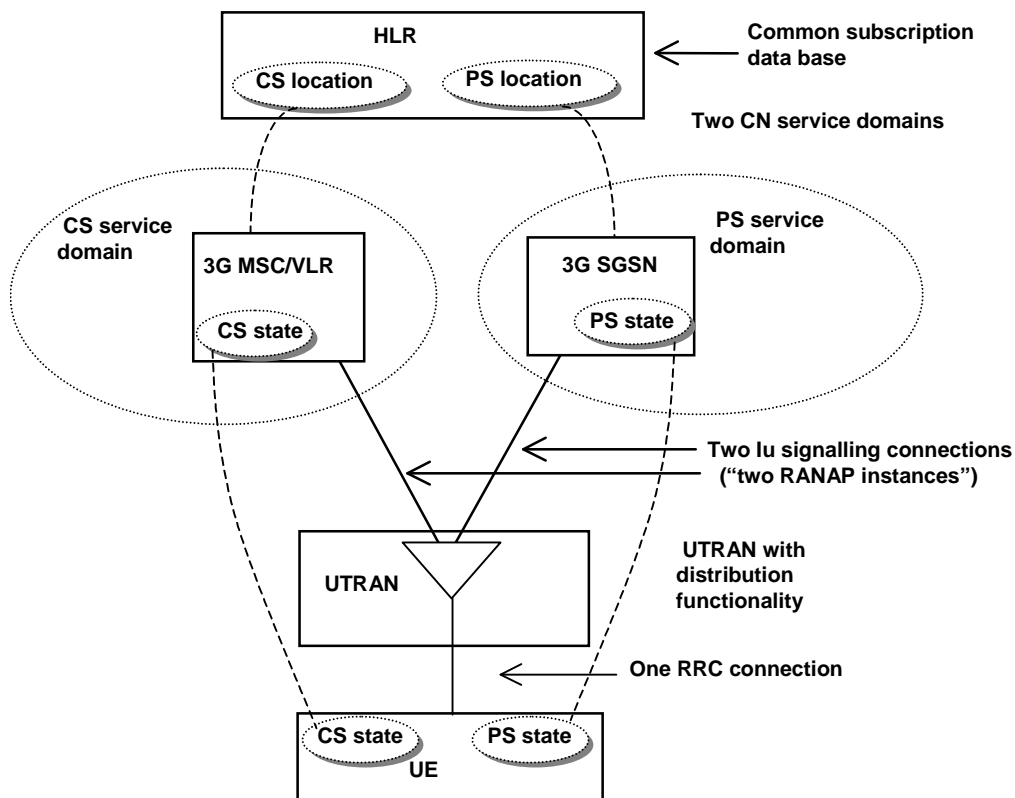 HLR
Common subscription
data base
CS location
PS location
Two CN service domains
CS service
domain
PS service
domain
3G MSC/VLR
3G SGSN
CS state
PS state
Two Iu signalling connections
(“two RANAP instances”)
UTRAN
UTRAN with
distribution
functionality
One RRC connection
CS state
PS state
UE